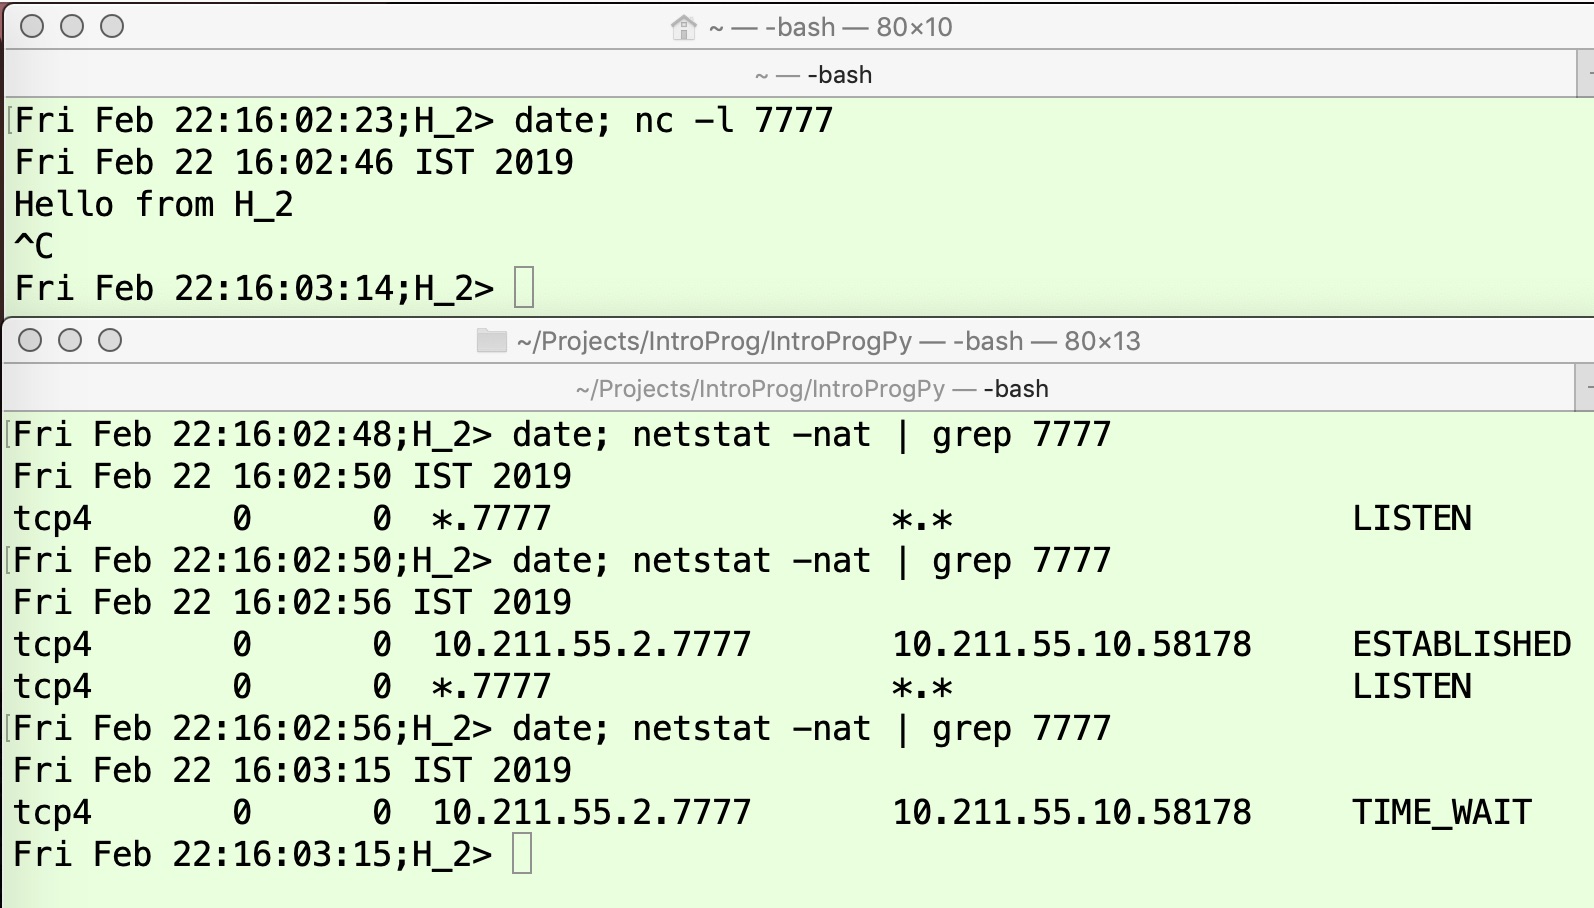 ~ — -bash — 80×10
~ — -bash
Fri Feb 22:16:02:23;H_2> date; nc -l 7777
Fri Feb 22 16:02:46 IST 2019
Hello from H_2
^C
Fri Feb 22:16:03:14;H_2>
~/Projects/IntroProg/IntroProgPy — -bash — 80×13
~/Projects/IntroProg/IntroProgPy — -bash
Fri Feb 22:16:02:48;H_2> date; netstat -nat | grep 7777
Fri Feb 22 16:02:50 IST 2019
tcp4       0      0  *.7777                 *.*                    LISTEN
Fri Feb 22:16:02:50;H_2> date; netstat -nat | grep 7777
Fri Feb 22 16:02:56 IST 2019
tcp4       0      0  10.211.55.2.7777       10.211.55.10.58178     ESTABLISHED
tcp4       0      0  *.7777                 *.*                    LISTEN
Fri Feb 22:16:02:56;H_2> date; netstat -nat | grep 7777
Fri Feb 22 16:03:15 IST 2019
tcp4       0      0  10.211.55.2.7777       10.211.55.10.58178     TIME_WAIT
Fri Feb 22:16:03:15;H_2>